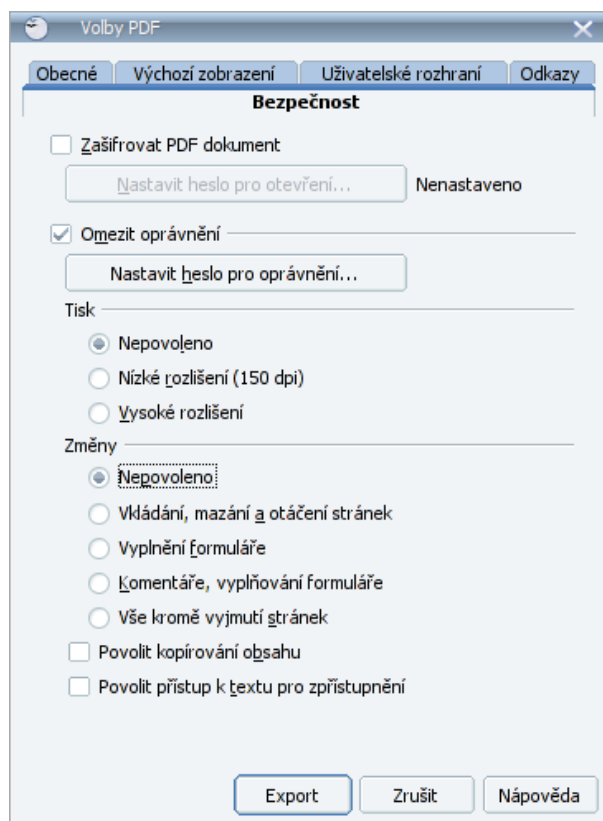 Volby PDF
Obecné Výchozí zobrazení Uživatelské rozhraní Odkazy
Bezpečnost
Zašifrovat PDF dokument
Nastavit heslo pro otevření... Nenastaveno
Omezit oprávnění
Nastavit heslo pro oprávnění...
Tisk
Nepovoleno
Nízké rozlišení (150 dpi)
Vysoké rozlišení
Změny
Nepovoleno
Vkládání, mazání a otáčení stránek
Vyplnění formuláře
Komentáře, vyplňování formuláře
Vše kromě vyjmutí stránek
Povolit kopírování obsahu
Povolit přístup k textu pro zpřístupnění
Export Zrušit Nápověda